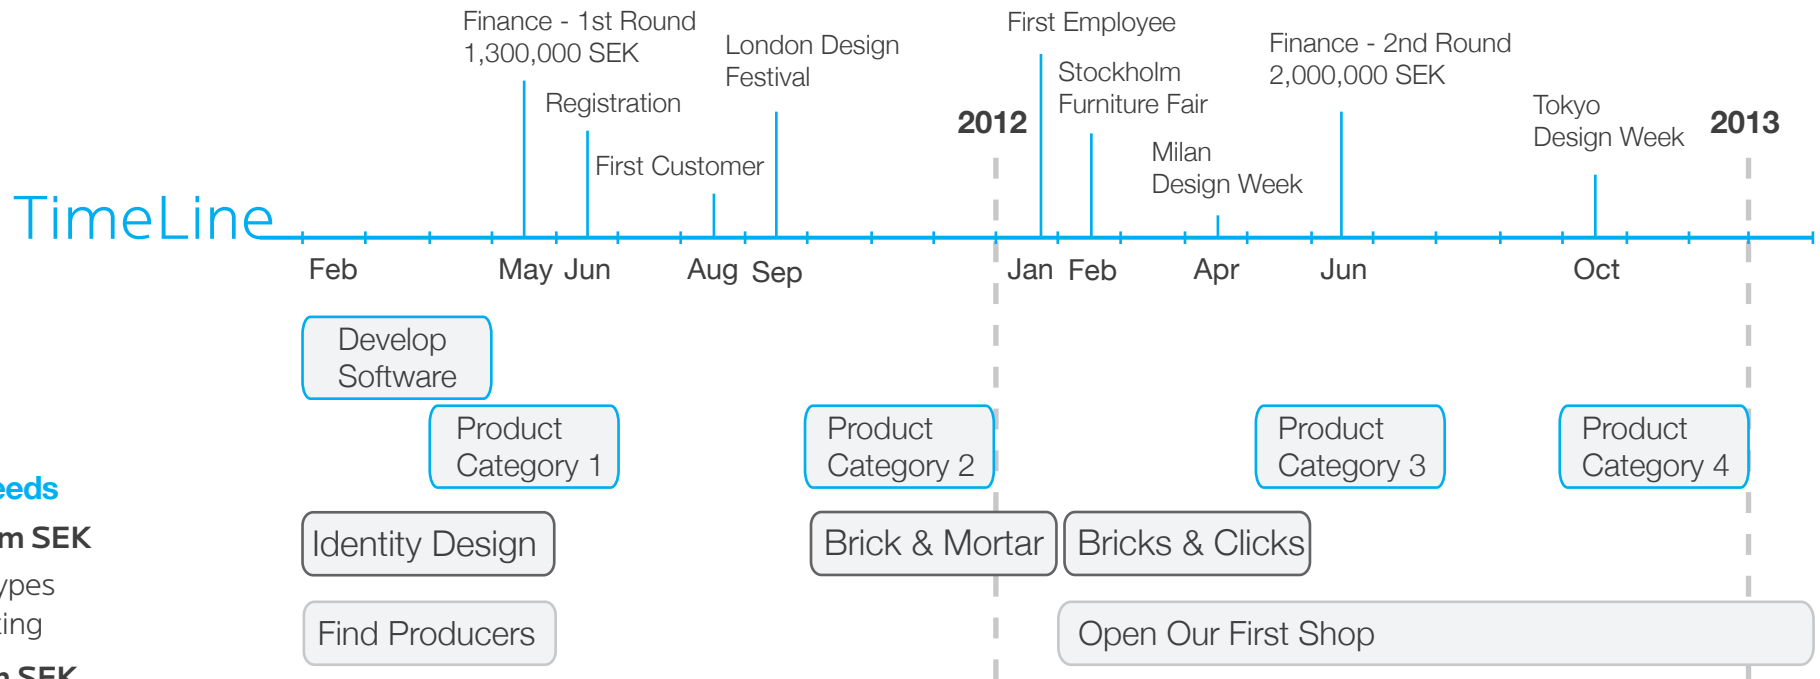 Finance - 1st Round
1,300,000 SEK
Registration
First Customer
London Design
Festival
2012
First Employee
Stockholm
Furniture Fair
Milan
Design Week
Finance - 2nd Round
2,000,000 SEK
Tokyo
Design Week
2013
TimeLine
Feb
May
Jun
Aug
Sep
Jan
Feb
Apr
Jun
Oct
Develop
Software
Product
Category 1
Product
Category 2
Product
Category 3
Product
Category 4
Identity Design
Brick & Mortar
Bricks & Clicks
Find Producers
Open Our First Shop
SEK
SEK